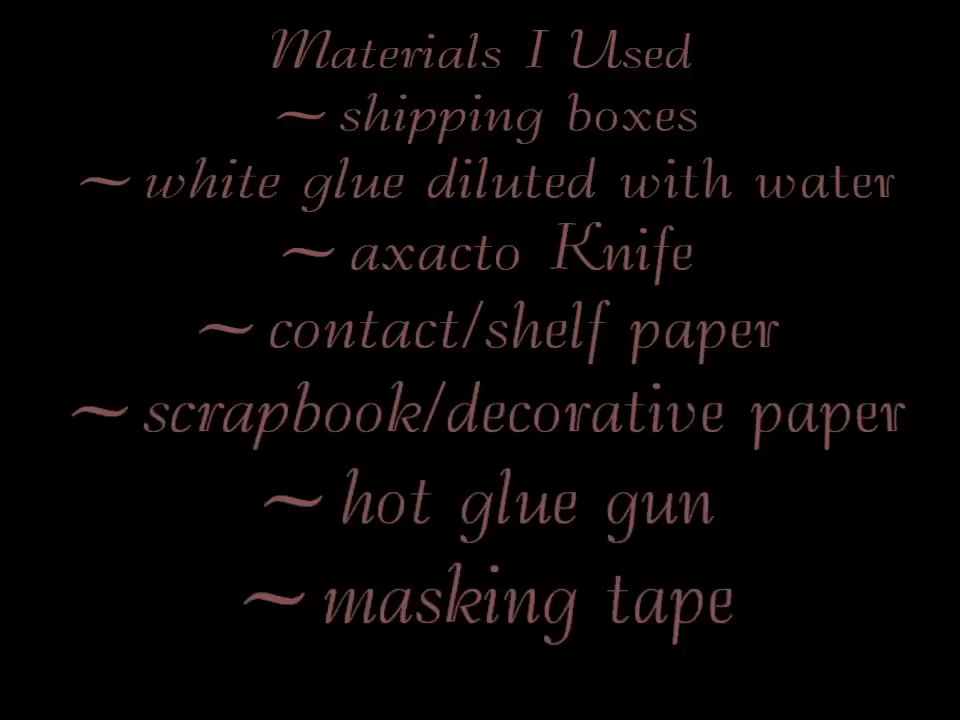 Materials I Used
~ shipping boxes
~ white glue diluted with water
~ axacto Knife
~ contact/shelf paper
~ scrapbook/decorative paper
~ hot glue gun
~ masking tape